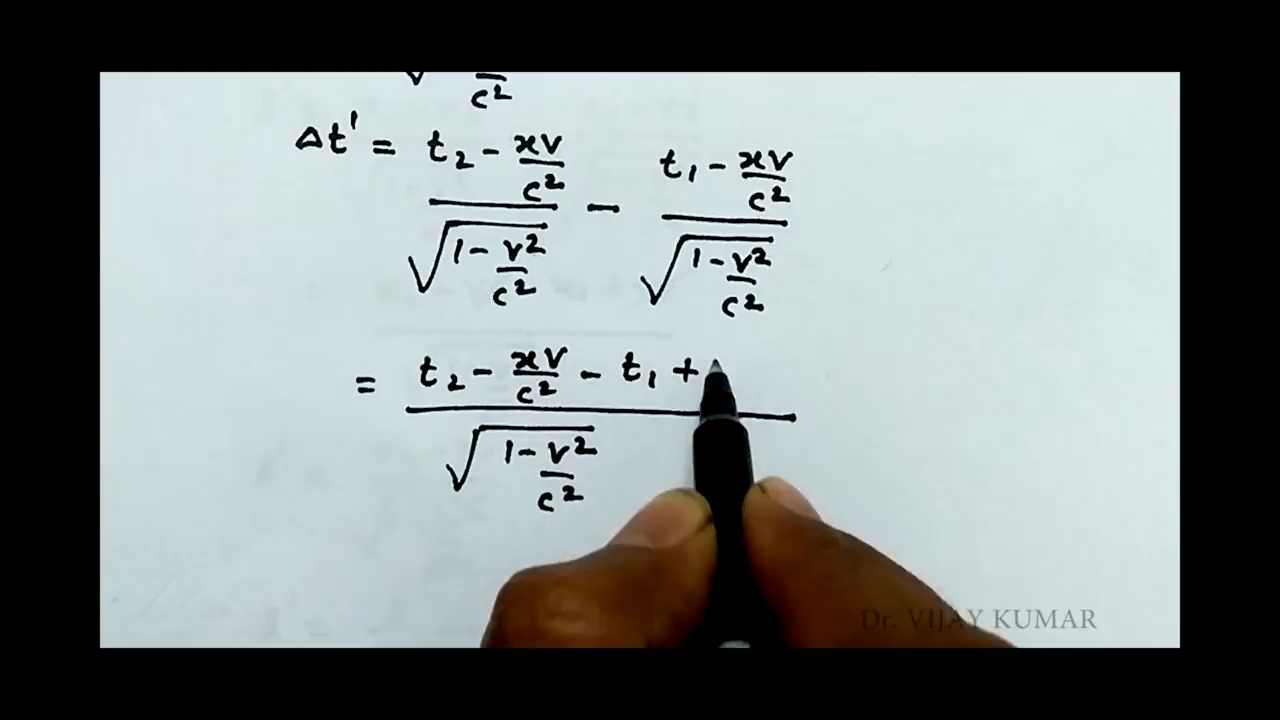 c²
Δt' = (t₂ - xv/c²)/√(1 - v²/c²) - (t₁ - xv/c²)/√(1 - v²/c²)
= (t₂ - xv/c² - t₁ +)/√(1 - v²/c²)
Dr. VIJAY KUMAR